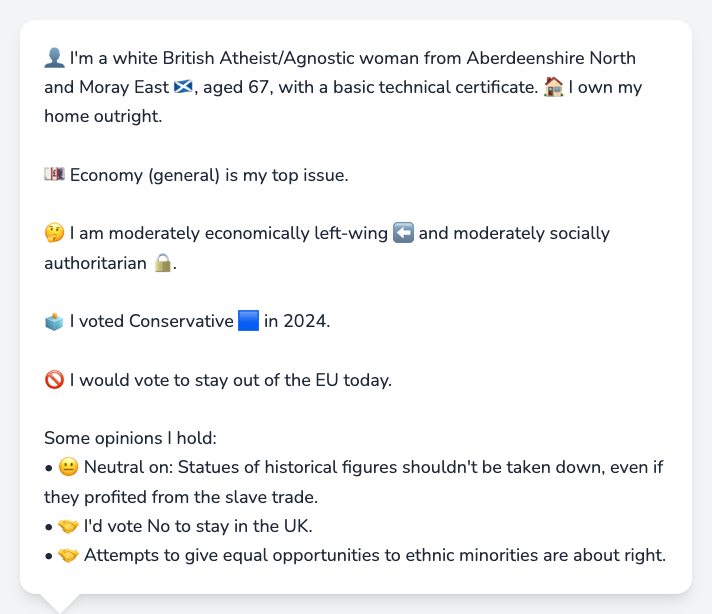 👤 I'm a white British Atheist/Agnostic woman from Aberdeenshire North
and Moray East 🏴󠁧󠁢󠁳󠁣󠁴󠁿, aged 67, with a basic technical certificate. 🏠 I own my
home outright.
💷 Economy (general) is my top issue.
🤔 I am moderately economically left-wing ⬅️ and moderately socially
authoritarian 🔒.
🗳️ I voted Conservative 🟦 in 2024.
🚫 I would vote to stay out of the EU today.
Some opinions I hold:
• 😐 Neutral on: Statues of historical figures shouldn't be taken down, even if
they profited from the slave trade.
• 🤝 I'd vote No to stay in the UK.
• 🤝 Attempts to give equal opportunities to ethnic minorities are about right.